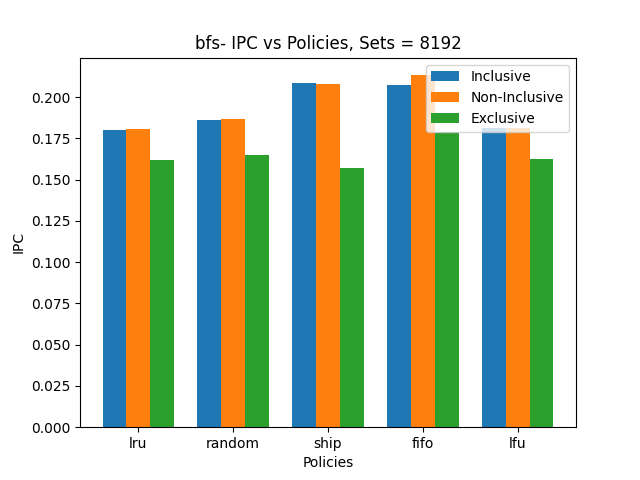 bfs- IPC vs Policies, Sets = 8192
Inclusive
Non-Inclusive
Exclusive
IPC
0.200
0.175
0.150
0.125
0.100
0.075
0.050
0.025
0.000
lru random ship fifo lfu
Policies